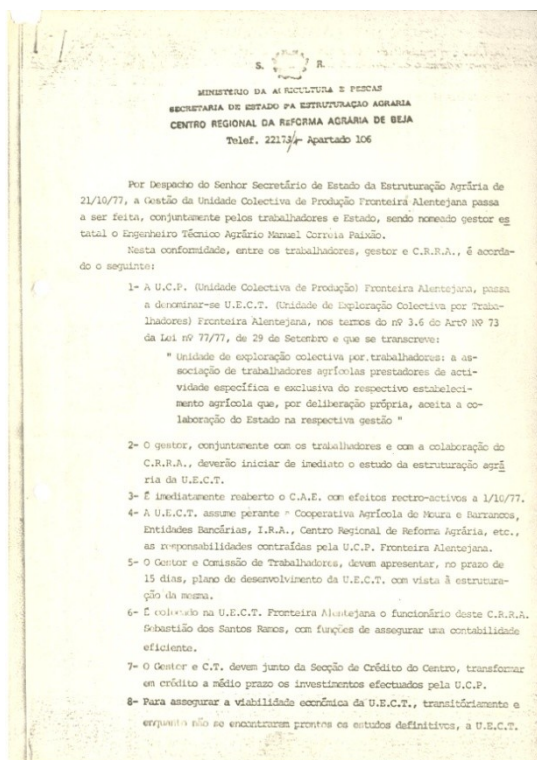 S. R.
MINISTÉRIO DA AGRICULTURA E PESCAS
SECRETARIA DE ESTADO DA ESTRUTURAÇÃO AGRARIA
CENTRO REGIONAL DA REFORMA AGRÁRIA DE BEJA
Telef. 22173/4- Apartado 106
Por Despacho do Senhor Secretário de Estado da Estruturação Agrária de
21/10/77, a Gestão da Unidade Colectiva de Produção Fronteira Alentejana passa
a ser feita, conjuntamente pelos trabalhadores e Estado, sendo nomeado gestor es
tatal o Engenheiro Técnico Agrário Manuel Correia Paixão.
Nesta conformidade, entre os trabalhadores, gestor e C.R.R.A., é acorda-
do o seguinte:
1- A U.C.P. (Unidade Colectiva de Produção) Fronteira Alentejana, passa
a denominar-se U.E.C.T. (Unidade de Exploração Colectiva por Traba-
lhadores) Fronteira Alentejana, nos termos do nº 3.6 do Artº Nº 73
da Lei nº 77/77, de 29 de Setembro e que se transcreve:
" Unidade de exploração colectiva por trabalhadores: a as-
sociação de trabalhadores agrícolas prestadores de acti-
vidade específica e exclusiva do respectivo estabeleci-
mento agrícola que, por deliberação própria, aceita a co-
laboração do Estado na respectiva gestão "
2- O gestor, conjuntamente com os trabalhadores e com a colaboração do
C.R.R.A., deverão iniciar de imediato o estudo da estruturação agrá
ria da U.E.C.T.
3- É imediatamente reaberto o C.A.E. com efeitos rectro-activos a 1/10/77.
4- A U.E.C.T. assume perante Cooperativa Agrícola de Moura e Barrancos,
Entidades Bancárias, I.R.A., Centro Regional de Reforma Agrária, etc.,
as responsabilidades contraídas pela U.C.P. Fronteira Alentejana.
5- O Gestor e Comissão de Trabalhadores, devem apresentar, no prazo de
15 dias, plano de desenvolvimento da U.E.C.T. com vista à estrutura-
ção da mesma.
6- É colocado na U.E.C.T. Fronteira Alentejana o funcionário deste C.R.R.A.
Sebastião dos Santos Ramos, com funções de assegurar uma contabilidade
eficiente.
7- O Gestor e C.T. devem junto da Secção de Crédito do Centro, transformar
em crédito a médio prazo os investimentos efectuados pela U.C.P.
8- Para assegurar a viabilidade económica da U.E.C.T., transitóriamente e
enquanto não se encontrarem prontos os estudos definitivos, a U.E.C.T.